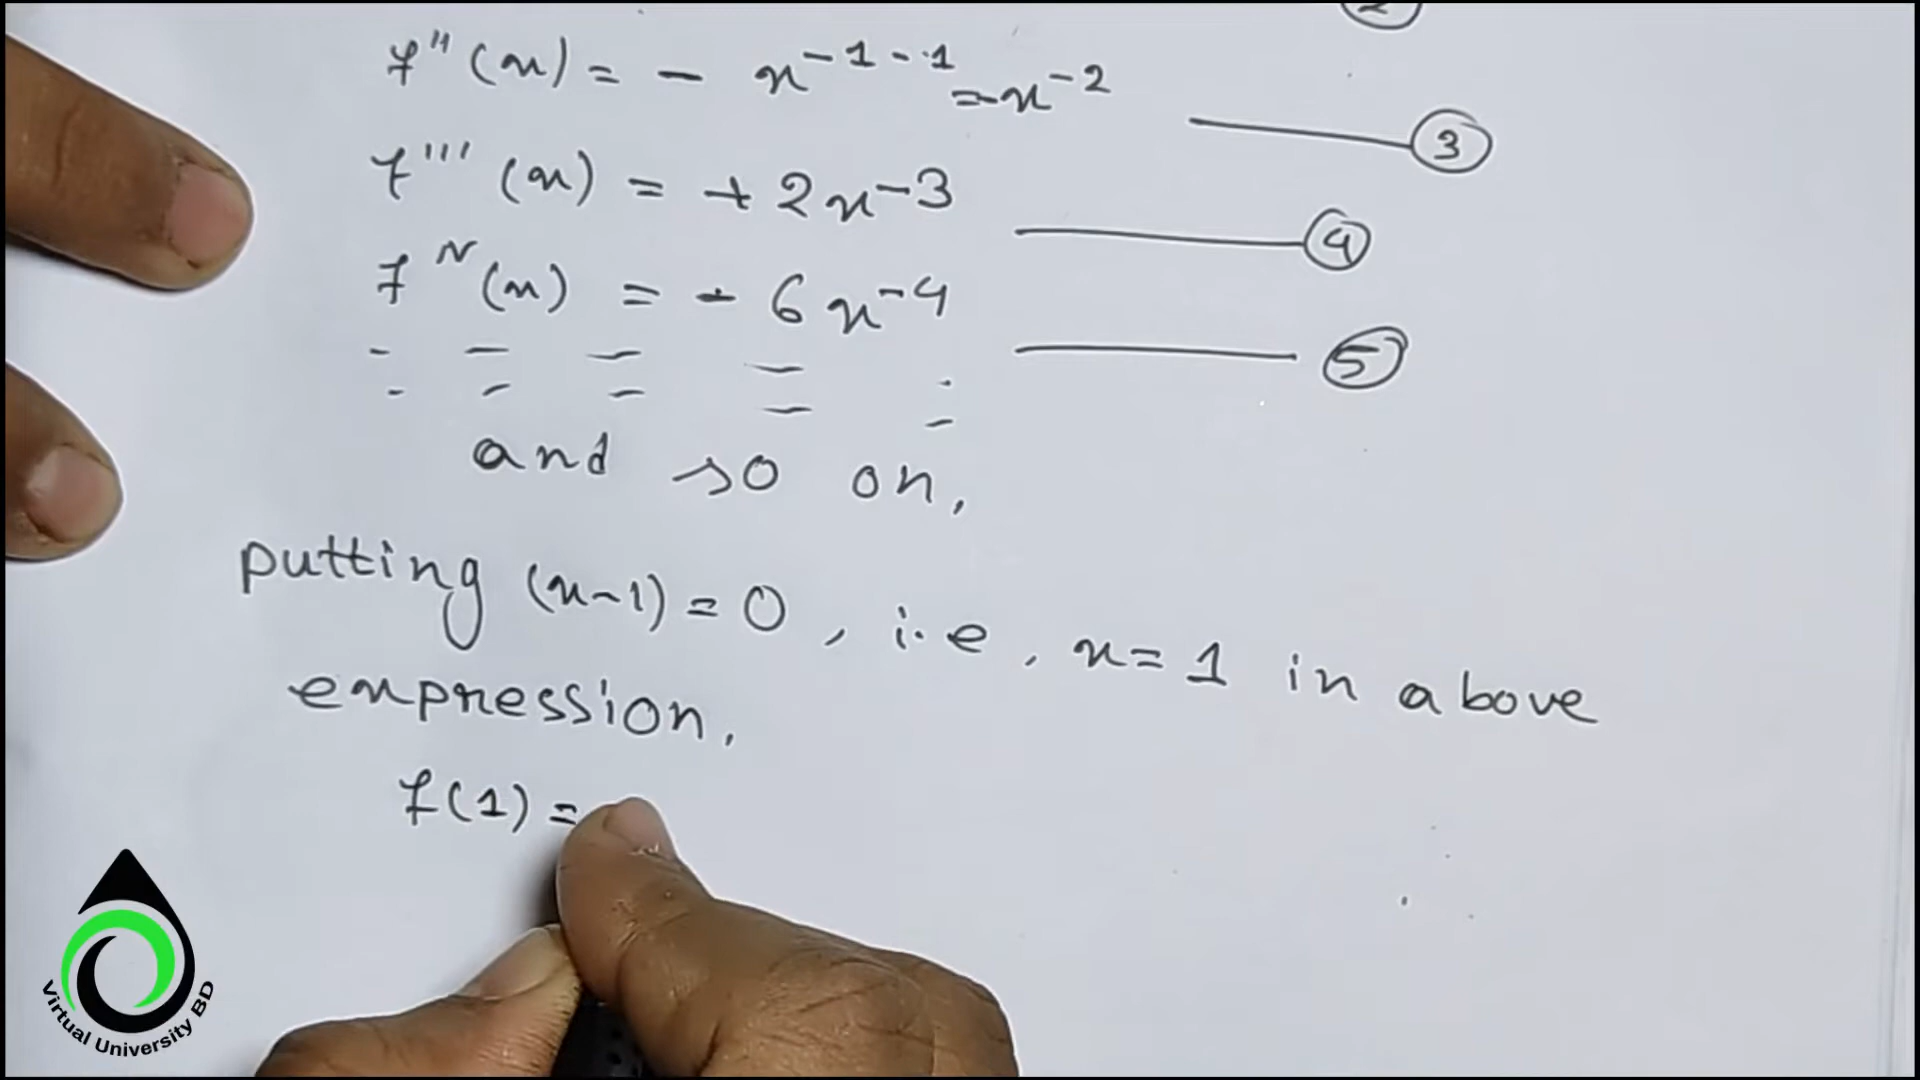 2
f''(x) = - x^{-1-1} = -x^{-2} ——— 3
f'''(x) = + 2x^{-3} ——— 4
f^{IV}(x) = - 6x^{-4} ——— 5
and so on,
putting (x-1) = 0, i.e, x = 1 in above
expression.
f(1) =
Virtual University BD